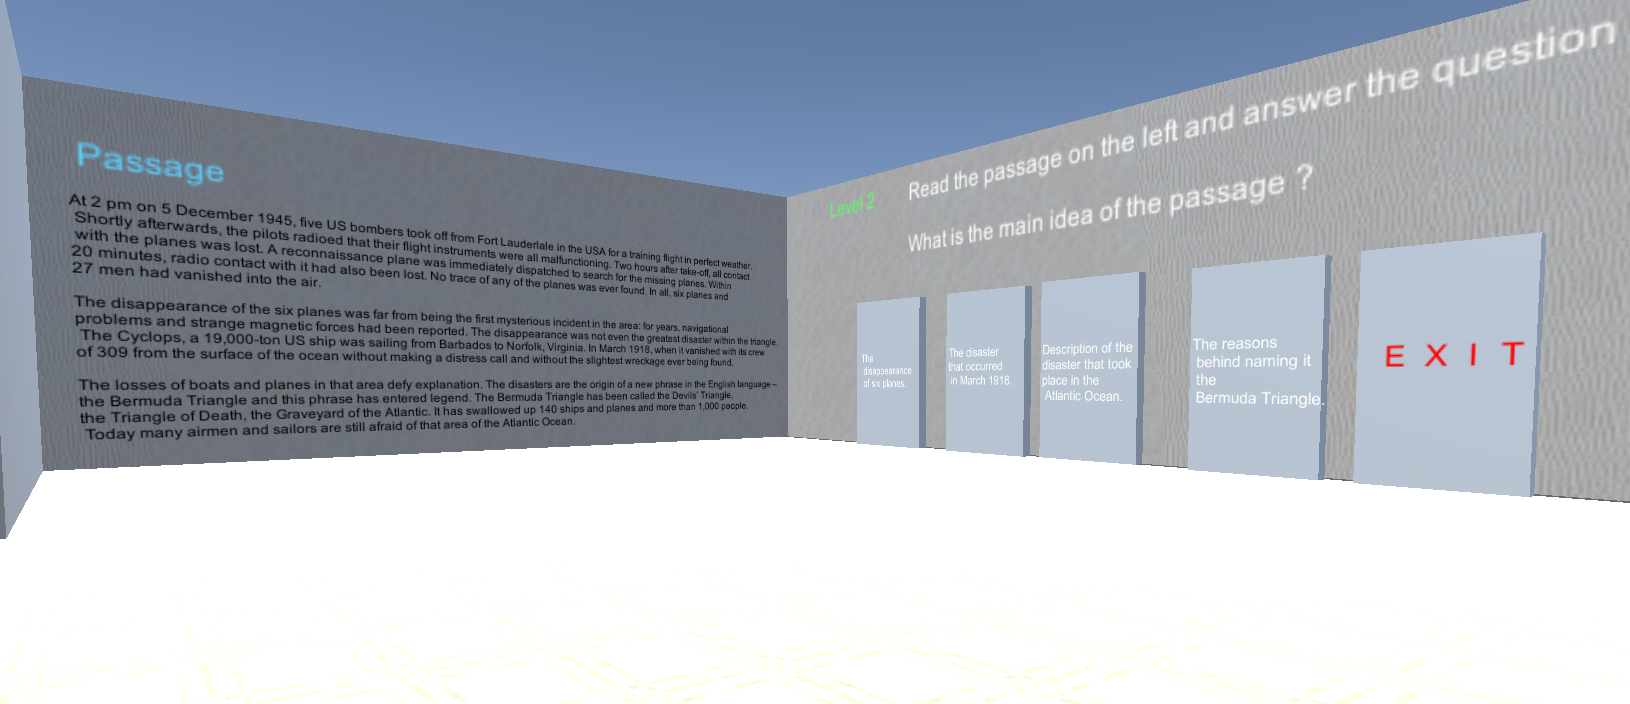 Passage
At 2 pm on 5 December 1945, five US bombers took off from Fort Lauderlale in the USA for a training flight in perfect weather.
Shortly afterwards, the pilots radioed that their flight instruments were all malfunctioning. Two hours after take-off, all contact
with the planes was lost. A reconnaissance plane was immediately dispatched to search for the missing planes. Within
20 minutes, radio contact with it had also been lost. No trace of any of the planes was ever found. In all, six planes and
27 men had vanished into the air.
The disappearance of the six planes was far from being the first mysterious incident in the area; for years, navigational
problems and strange magnetic forces had been reported. The disappearance was not even the greatest disaster within the triangle.
The Cyclops, a 19,000-ton US ship was sailing from Barbados to Norfolk, Virginia. In March 1918, when it vanished with its crew
of 309 from the surface of the ocean without making a distress call and without the slightest wreckage ever being found.
The losses of boats and planes in that area defy explanation. The disasters are the origin of a new phrase in the English language –
the Bermuda Triangle and this phrase has entered legend. The Bermuda Triangle has been called the Devils' Triangle,
the Triangle of Death, the Graveyard of the Atlantic. It has swallowed up 140 ships and planes and more than 1,000 people.
Today many airmen and sailors are still afraid of that area of the Atlantic Ocean.
Level 2
Read the passage on the left and answer the question
What is the main idea of the passage ?
The
disappearance
of six planes.
The disaster
that occurred
in March 1918.
Description of the
disaster that took
place in the
Atlantic Ocean.
The reasons
behind naming it
the
Bermuda Triangle.
E X I T